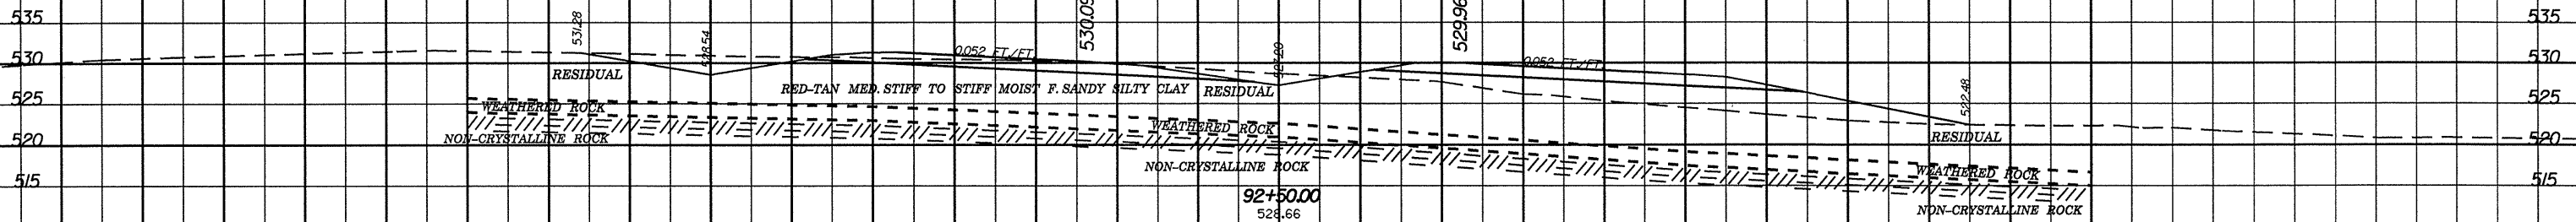 535 531.28 528.54 530.09 529.96 535
530 0.052 FT./FT. 527.20 0.052 FT./FT. 530
RESIDUAL
RED-TAN MED. STIFF TO STIFF MOIST F. SANDY SILTY CLAY RESIDUAL 522.48
525 WEATHERED ROCK 525
WEATHERED ROCK
520 NON-CRYSTALLINE ROCK RESIDUAL 520
NON-CRYSTALLINE ROCK
WEATHERED ROCK
515 515
92+50.00
528.66 NON-CRYSTALLINE ROCK